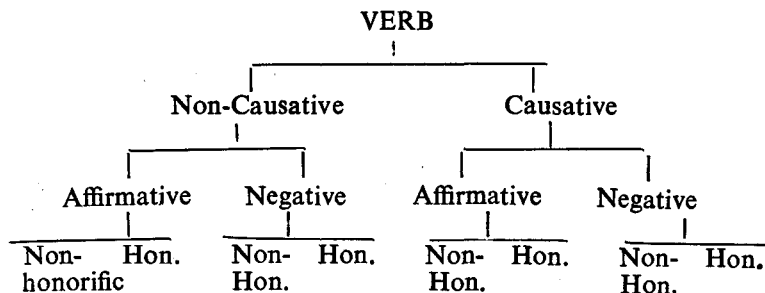 VERB
Non-Causative Causative
Affirmative Negative Affirmative Negative
Non- Hon. Non- Hon. Non- Hon. Non- Hon.
honorific Hon. Hon. Hon.